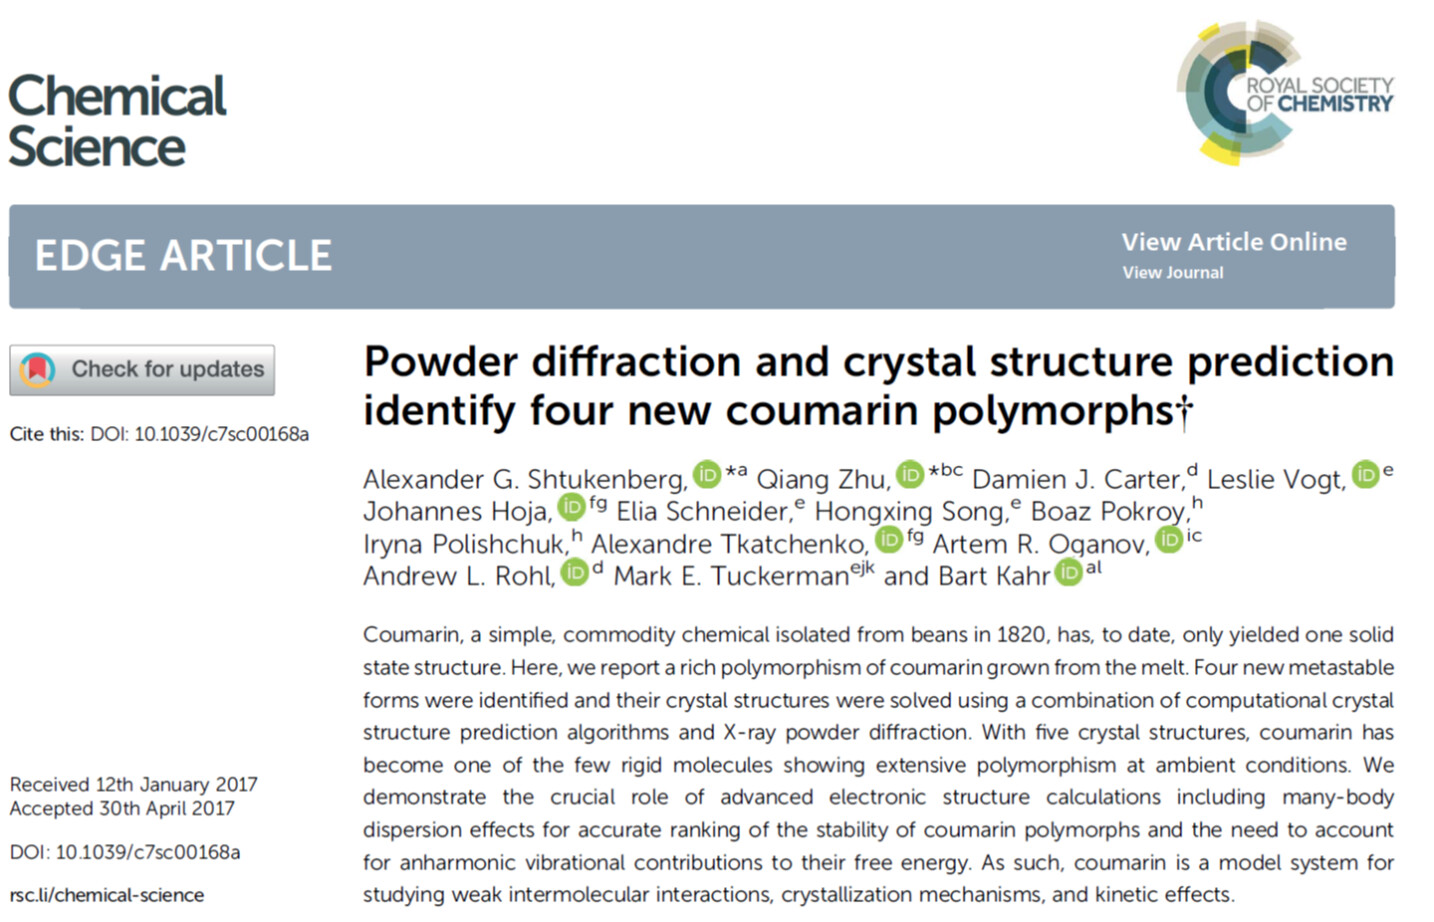 Chemical
Science
ROYAL SOCIETY
OF CHEMISTRY
EDGE ARTICLE
View Article Online
View Journal
Check for updates
Cite this: DOI: 10.1039/c7sc00168a
Powder diffraction and crystal structure prediction
identify four new coumarin polymorphs†
Alexander G. Shtukenberg, iD *a Qiang Zhu, iD *bc Damien J. Carter,d Leslie Vogt, iD e
Johannes Hoja, iD fg Elia Schneider,e Hongxing Song,e Boaz Pokroy,h
Iryna Polishchuk,h Alexandre Tkatchenko, iD fg Artem R. Oganov, iD ic
Andrew L. Rohl, iD d Mark E. Tuckermanejk and Bart Kahr iD al
Coumarin, a simple, commodity chemical isolated from beans in 1820, has, to date, only yielded one solid
state structure. Here, we report a rich polymorphism of coumarin grown from the melt. Four new metastable
forms were identified and their crystal structures were solved using a combination of computational crystal
structure prediction algorithms and X-ray powder diffraction. With five crystal structures, coumarin has
become one of the few rigid molecules showing extensive polymorphism at ambient conditions. We
demonstrate the crucial role of advanced electronic structure calculations including many-body
dispersion effects for accurate ranking of the stability of coumarin polymorphs and the need to account
for anharmonic vibrational contributions to their free energy. As such, coumarin is a model system for
studying weak intermolecular interactions, crystallization mechanisms, and kinetic effects.
Received 12th January 2017
Accepted 30th April 2017
DOI: 10.1039/c7sc00168a
rsc.li/chemical-science